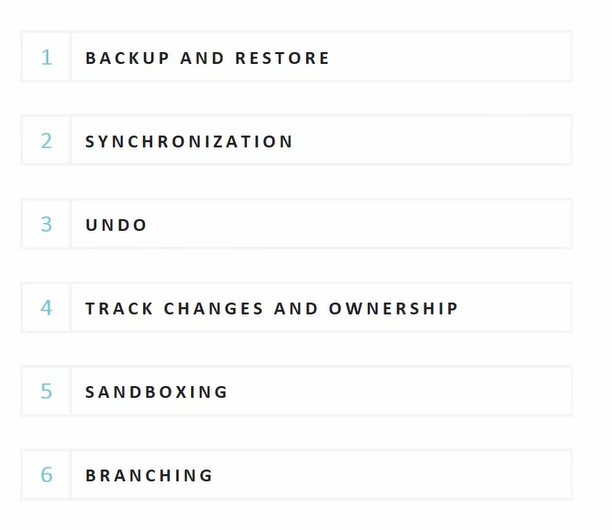 1 BACKUP AND RESTORE
2 SYNCHRONIZATION
3 UNDO
4 TRACK CHANGES AND OWNERSHIP
5 SANDBOXING
6 BRANCHING